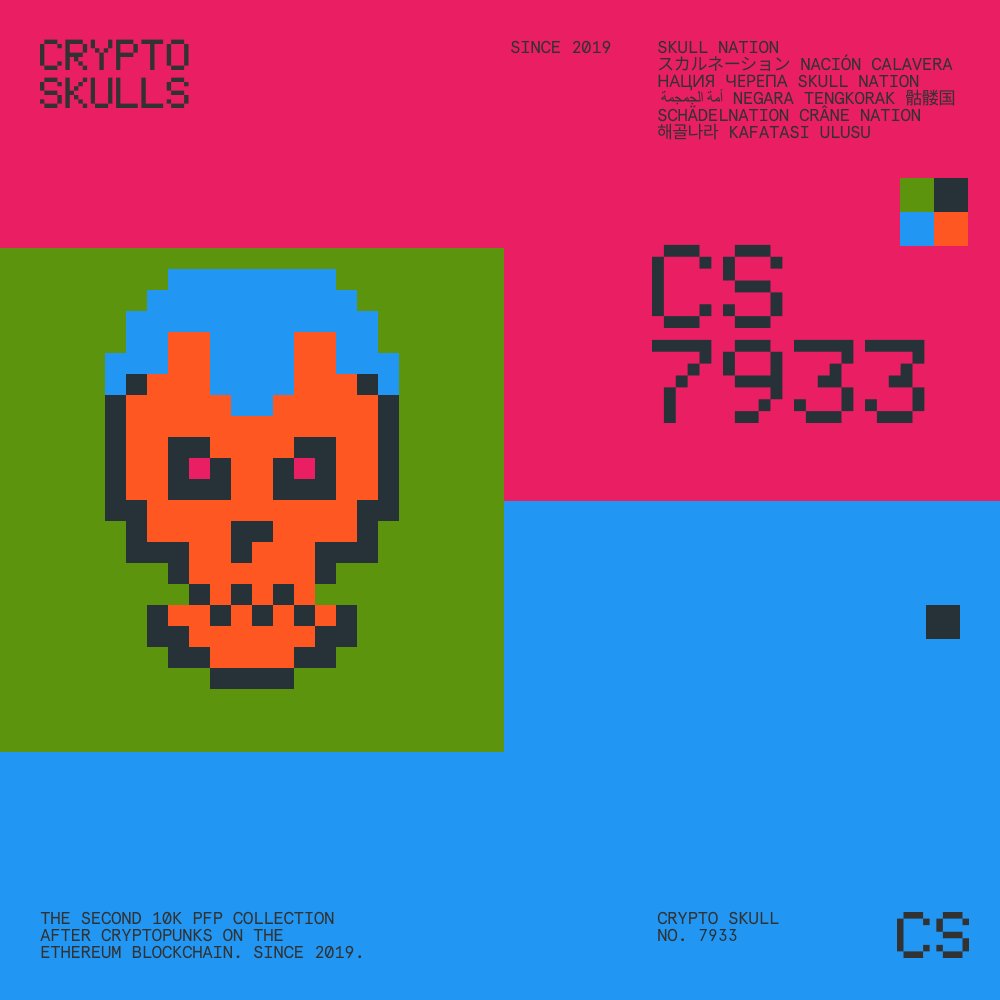 CRYPTO
SKULLS
SINCE 2019
SKULL NATION
スカルネーション NACIÓN CALAVERA
НАЦИЯ ЧЕРЕПА SKULL NATION
أمة الجمجمة NEGARA TENGKORAK 骷髅国
SCHÄDELNATION CRÂNE NATION
해골나라 KAFATASI ULUSU
CS
7933
THE SECOND 10K PFP COLLECTION
AFTER CRYPTOPUNKS ON THE
ETHEREUM BLOCKCHAIN. SINCE 2019.
CRYPTO SKULL
NO. 7933
CS